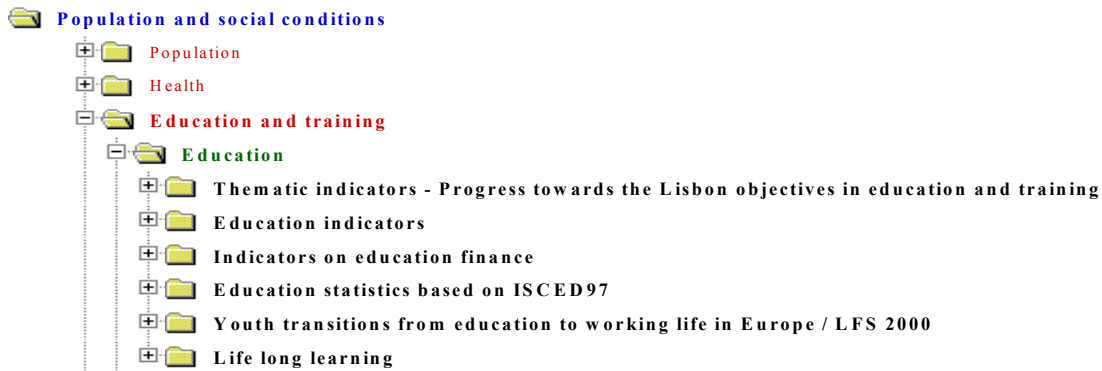 Population and social conditions
Population
Health
Education and training
Education
Thematic indicators - Progress towards the Lisbon objectives in education and training
Education indicators
Indicators on education finance
Education statistics based on ISCED97
Youth transitions from education to working life in Europe / LFS 2000
Life long learning